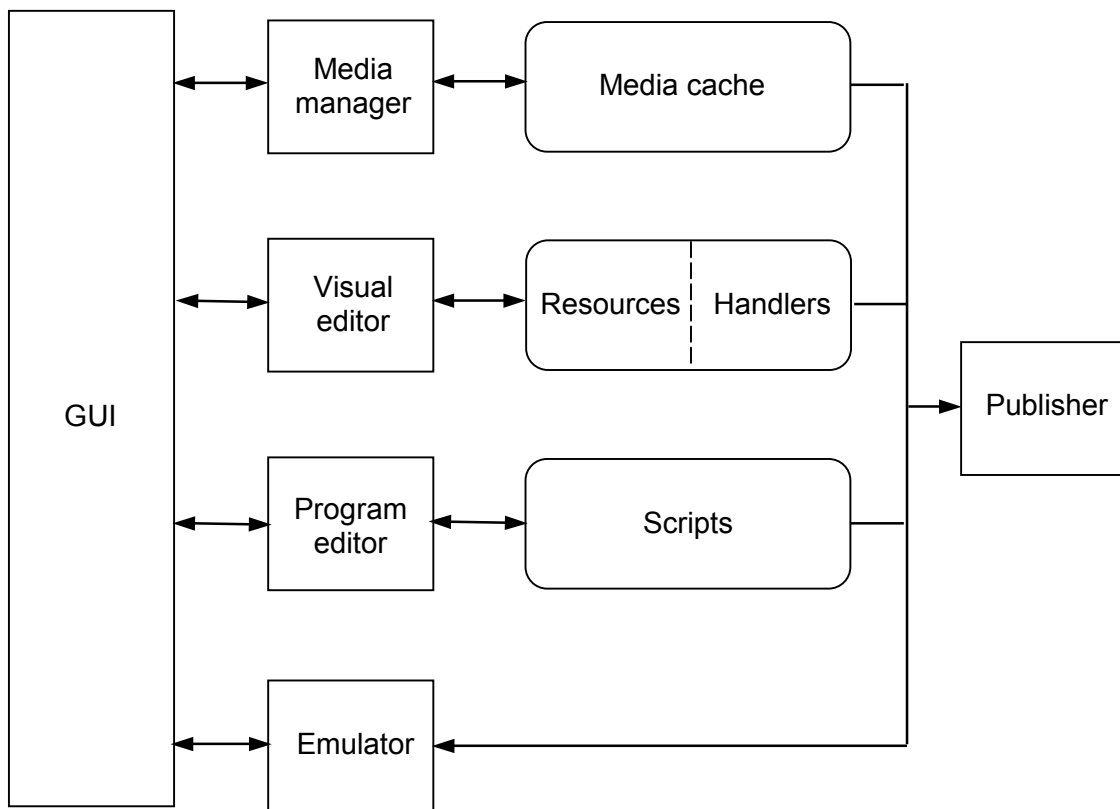 Media
manager
Media cache
Visual
editor
Resources
Handlers
GUI
Publisher
Program
editor
Scripts
Emulator